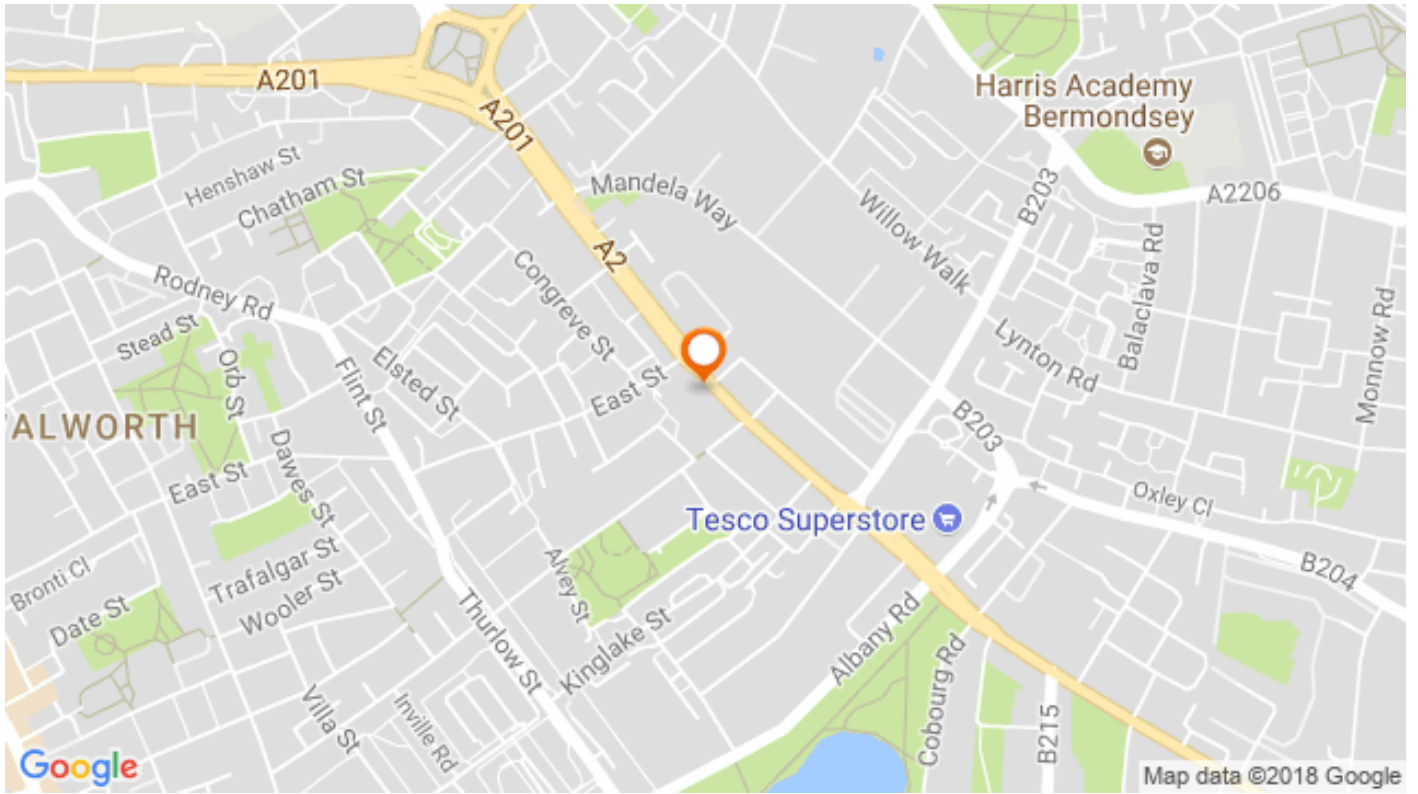 A201
A201
Harris Academy
Bermondsey
Henshaw St
Chatham St
Mandela Way
B203
A2206
Willow Walk
A2
Rodney Rd
Congreve St
Balaclava Rd
Stead St
Orb St
Flint St
Elsted St
East St
Lynton Rd
Monnow Rd
ALWORTH
B203
East St
Dawes St
Tesco Superstore
Oxley Cl
Bronti Cl
Trafalgar St
Alvey St
B204
Date St
Wooler St
Thurlow St
Kinglake St
Albany Rd
Cobourg Rd
Villa St
Inville Rd
B215
Google
Map data ©2018 Google